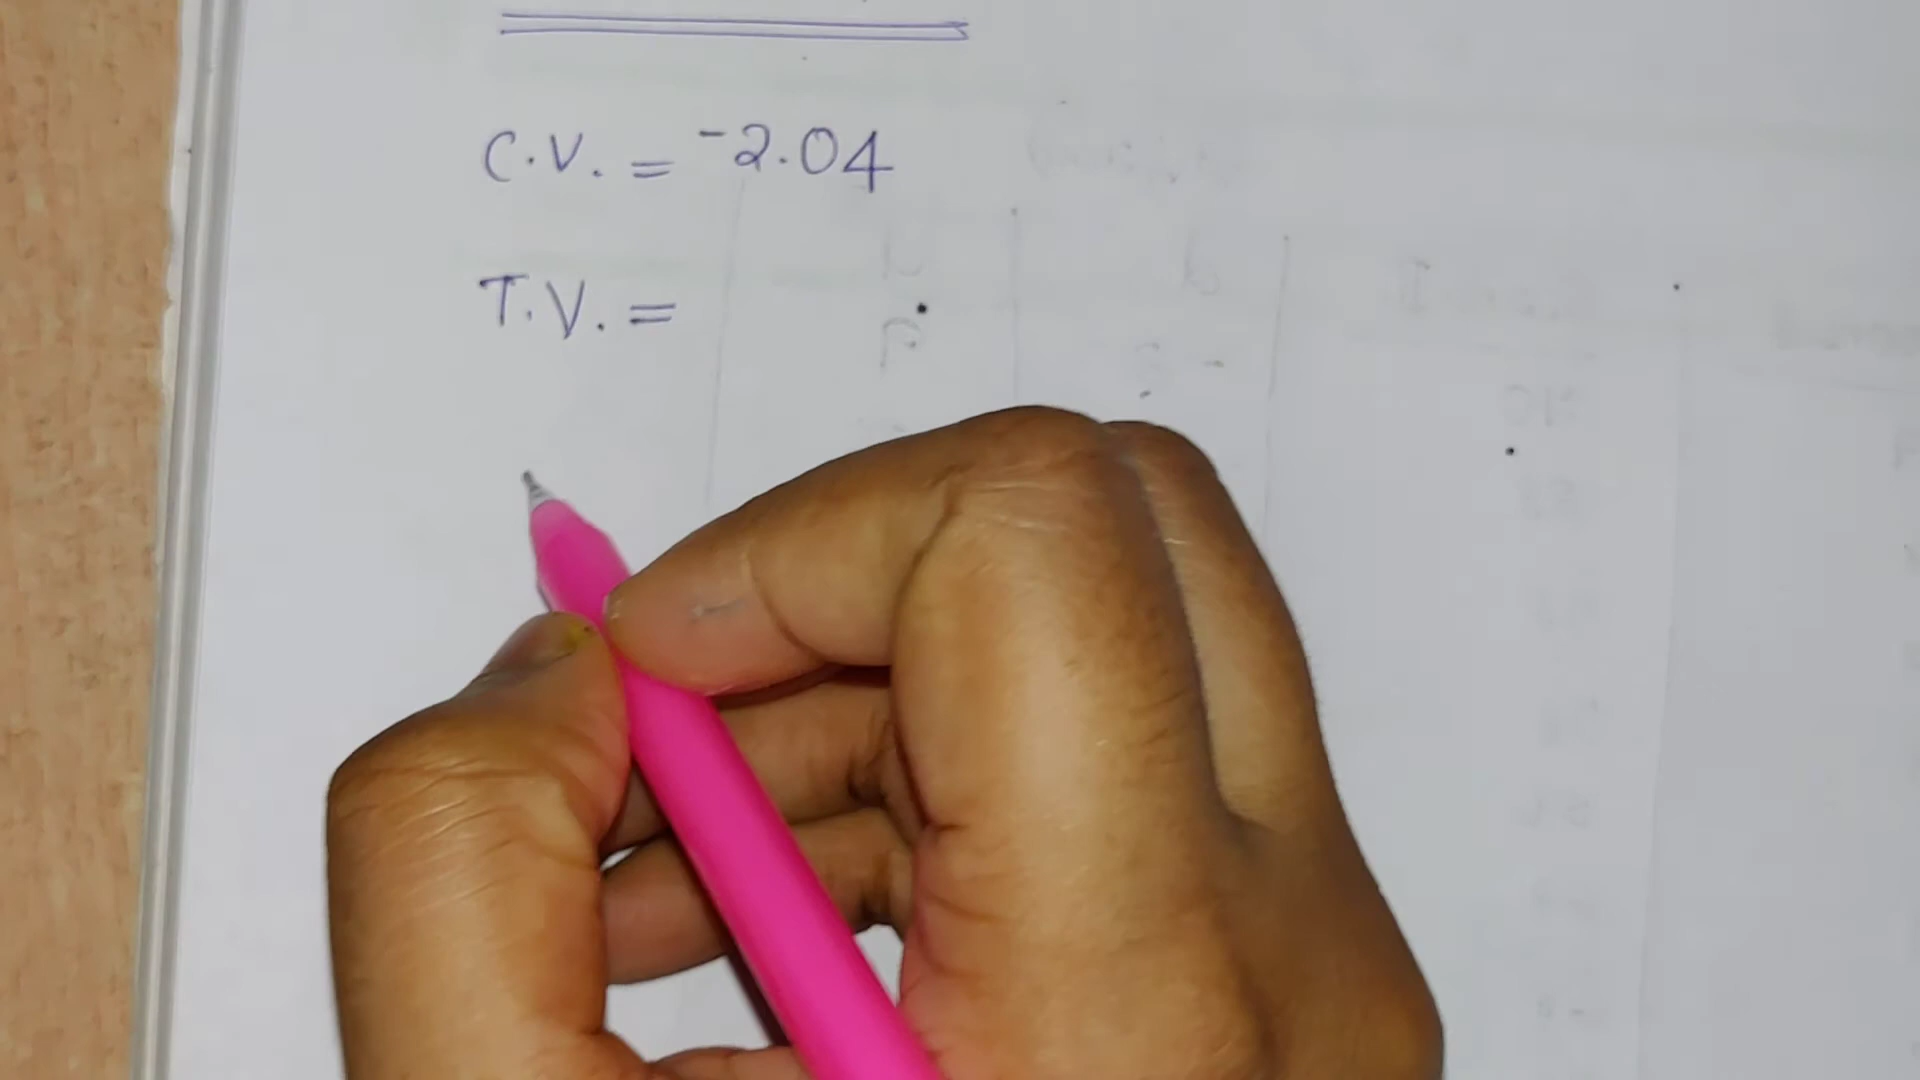 C.V. = -2.04
T.V. =